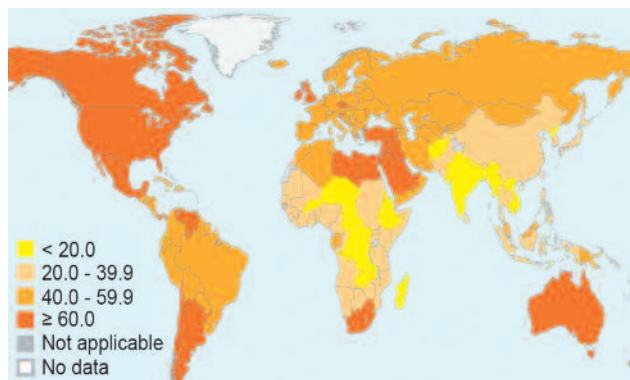 < 20.0
20.0 - 39.9
40.0 - 59.9
≥ 60.0
Not applicable
No data